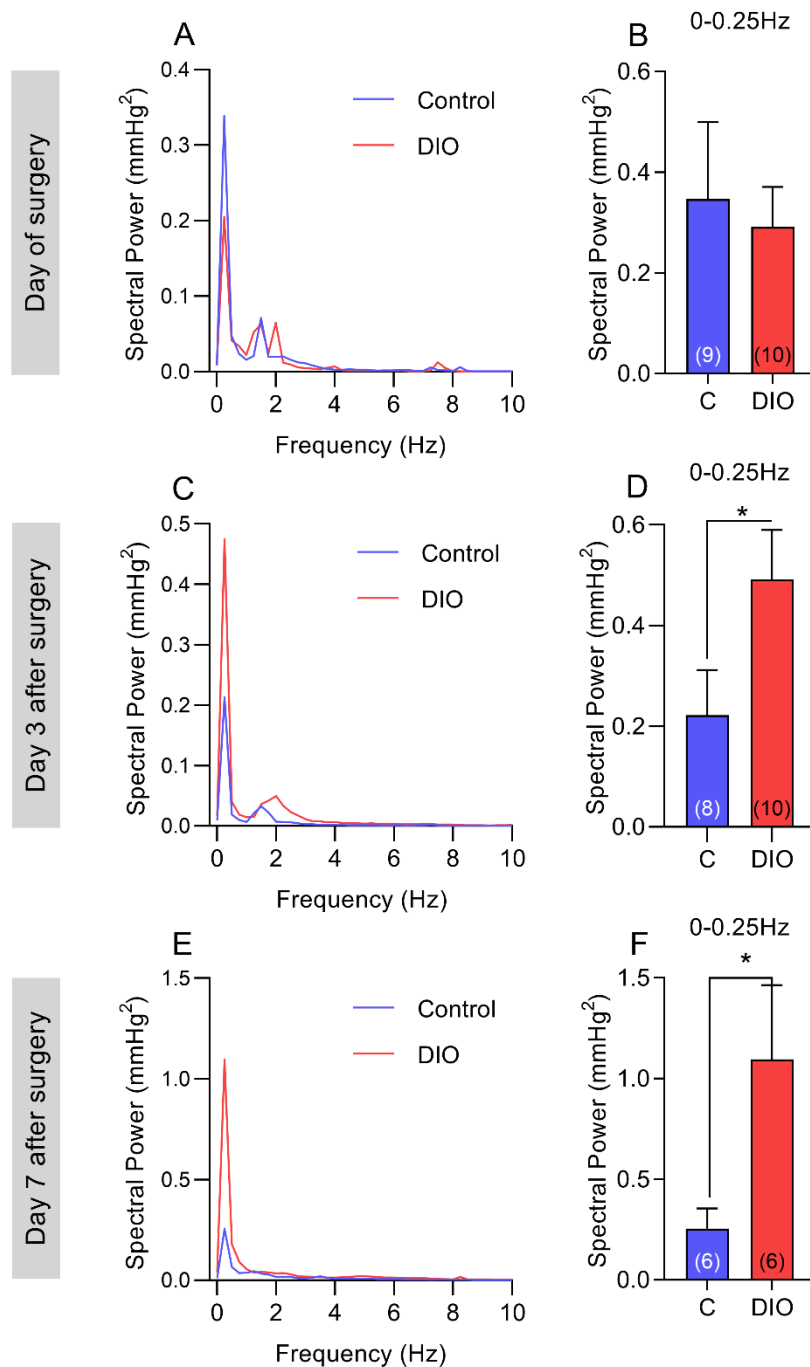 A
B
0-0.25Hz
Day of surgery
Spectral Power (mmHg²)
0.4
0.3
0.2
0.1
0.0
Control
DIO
0 2 4 6 8 10
Frequency (Hz)
Spectral Power (mmHg²)
0.6
0.4
0.2
0.0
(9) (10)
C DIO
C
D
0-0.25Hz
Day 3 after surgery
Spectral Power (mmHg²)
0.5
0.4
0.3
0.2
0.1
0.0
Control
DIO
0 2 4 6 8 10
Frequency (Hz)
Spectral Power (mmHg²)
0.6
0.4
0.2
0.0
*
(8) (10)
C DIO
E
F
0-0.25Hz
Day 7 after surgery
Spectral Power (mmHg²)
1.5
1.0
0.5
0.0
Control
DIO
0 2 4 6 8 10
Frequency (Hz)
Spectral Power (mmHg²)
1.5
1.0
0.5
0.0
*
(6) (6)
C DIO